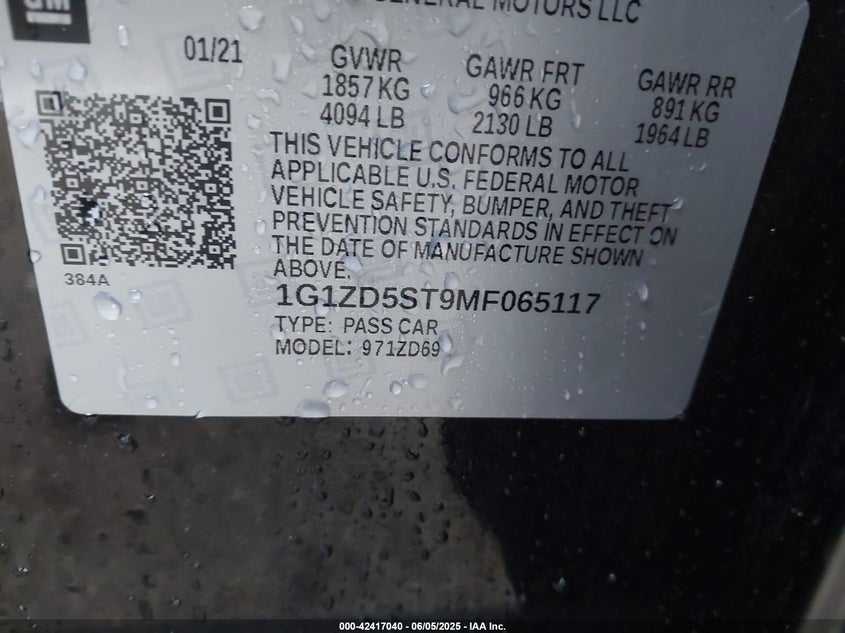 GM
GENERAL MOTORS LLC
01/21
GVWR
1857 KG
4094 LB
GAWR FRT
966 KG
2130 LB
GAWR RR
891 KG
1964 LB
THIS VEHICLE CONFORMS TO ALL
APPLICABLE U.S. FEDERAL MOTOR
VEHICLE SAFETY, BUMPER, AND THEFT
PREVENTION STANDARDS IN EFFECT ON
THE DATE OF MANUFACTURE SHOWN
ABOVE.
384A
1G1ZD5ST9MF065117
TYPE: PASS CAR
MODEL: 971ZD69
000-42417040 - 06/05/2025 - IAA Inc.